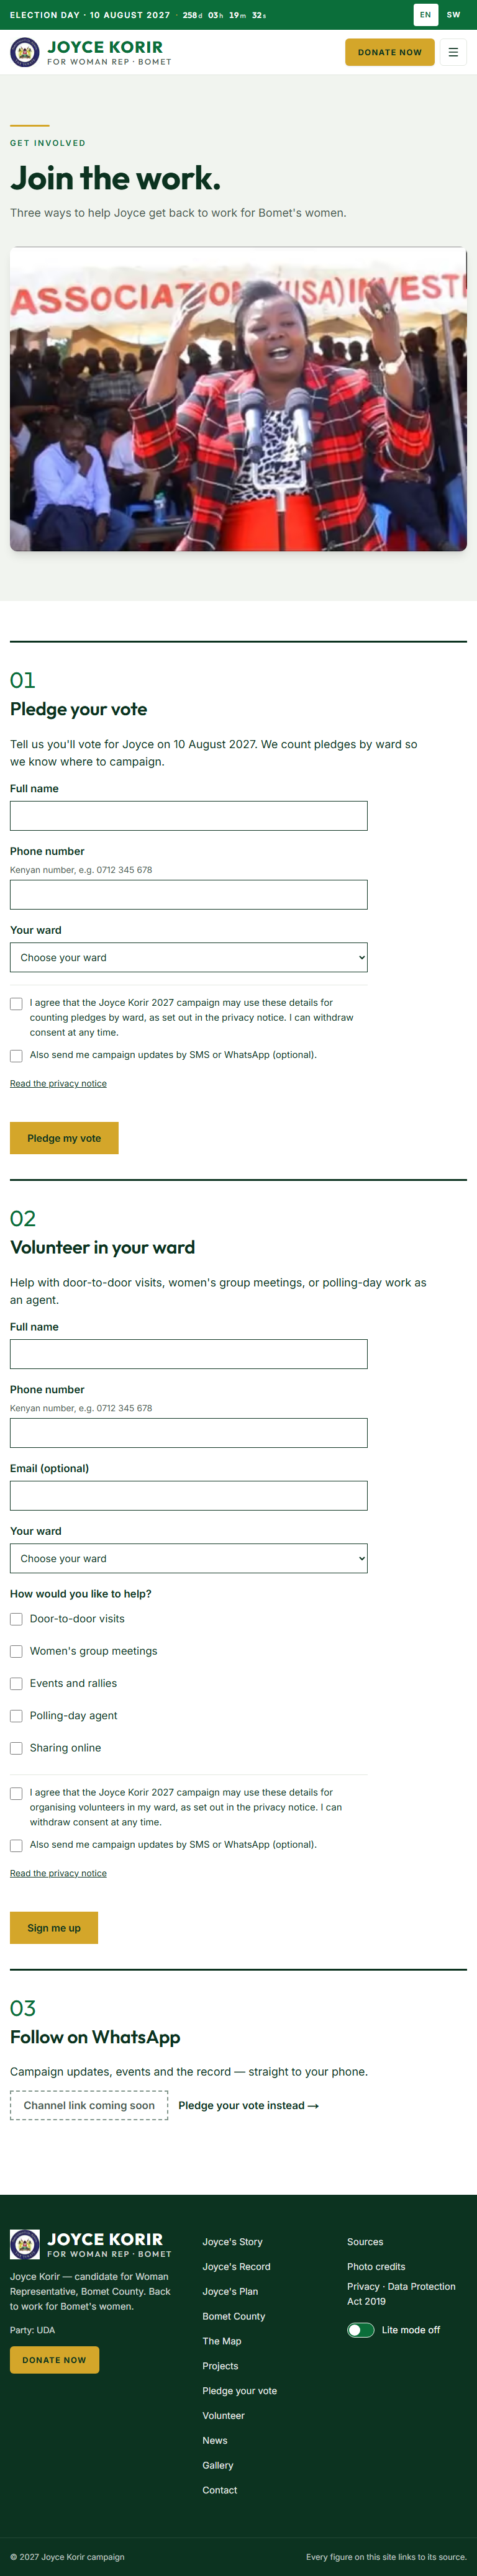 ELECTION DAY · 10 AUGUST 2027 · 258d 03h 19m 32s
EN SW
JOYCE KORIR
FOR WOMAN REP · BOMET
DONATE NOW
GET INVOLVED
Join the work.
Three ways to help Joyce get back to work for Bomet's women.
ASSOCIATION (USA) INVESTI
01
Pledge your vote
Tell us you'll vote for Joyce on 10 August 2027. We count pledges by ward so
we know where to campaign.
Full name
Phone number
Kenyan number, e.g. 0712 345 678
Your ward
Choose your ward
I agree that the Joyce Korir 2027 campaign may use these details for
counting pledges by ward, as set out in the privacy notice. I can withdraw
consent at any time.
Also send me campaign updates by SMS or WhatsApp (optional).
Read the privacy notice
Pledge my vote
02
Volunteer in your ward
Help with door-to-door visits, women's group meetings, or polling-day work as
an agent.
Full name
Phone number
Kenyan number, e.g. 0712 345 678
Email (optional)
Your ward
Choose your ward
How would you like to help?
Door-to-door visits
Women's group meetings
Events and rallies
Polling-day agent
Sharing online
I agree that the Joyce Korir 2027 campaign may use these details for
organising volunteers in my ward, as set out in the privacy notice. I can
withdraw consent at any time.
Also send me campaign updates by SMS or WhatsApp (optional).
Read the privacy notice
Sign me up
03
Follow on WhatsApp
Campaign updates, events and the record — straight to your phone.
Channel link coming soon
Pledge your vote instead →
JOYCE KORIR
FOR WOMAN REP · BOMET
Joyce Korir — candidate for Woman
Representative, Bomet County. Back
to work for Bomet's women.
Party: UDA
DONATE NOW
Joyce's Story
Joyce's Record
Joyce's Plan
Bomet County
The Map
Projects
Pledge your vote
Volunteer
News
Gallery
Contact
Sources
Photo credits
Privacy · Data Protection
Act 2019
Lite mode off
© 2027 Joyce Korir campaign
Every figure on this site links to its source.